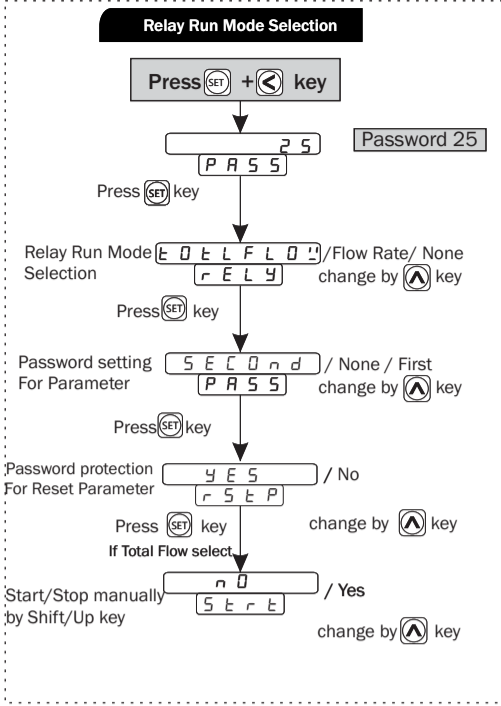 Relay Run Mode Selection
Press SET + < key
25
PASS
Password 25
Press SET key
Relay Run Mode Selection
tOtLFLOW /Flow Rate/ None
rELY
change by ∧ key
Press SET key
Password setting For Parameter
SECOnd / None / First
PASS
change by ∧ key
Press SET key
Password protection For Reset Parameter
YES / No
rStP
Press SET key
change by ∧ key
If Total Flow select
Start/Stop manually by Shift/Up key
nO / Yes
Strt
change by ∧ key